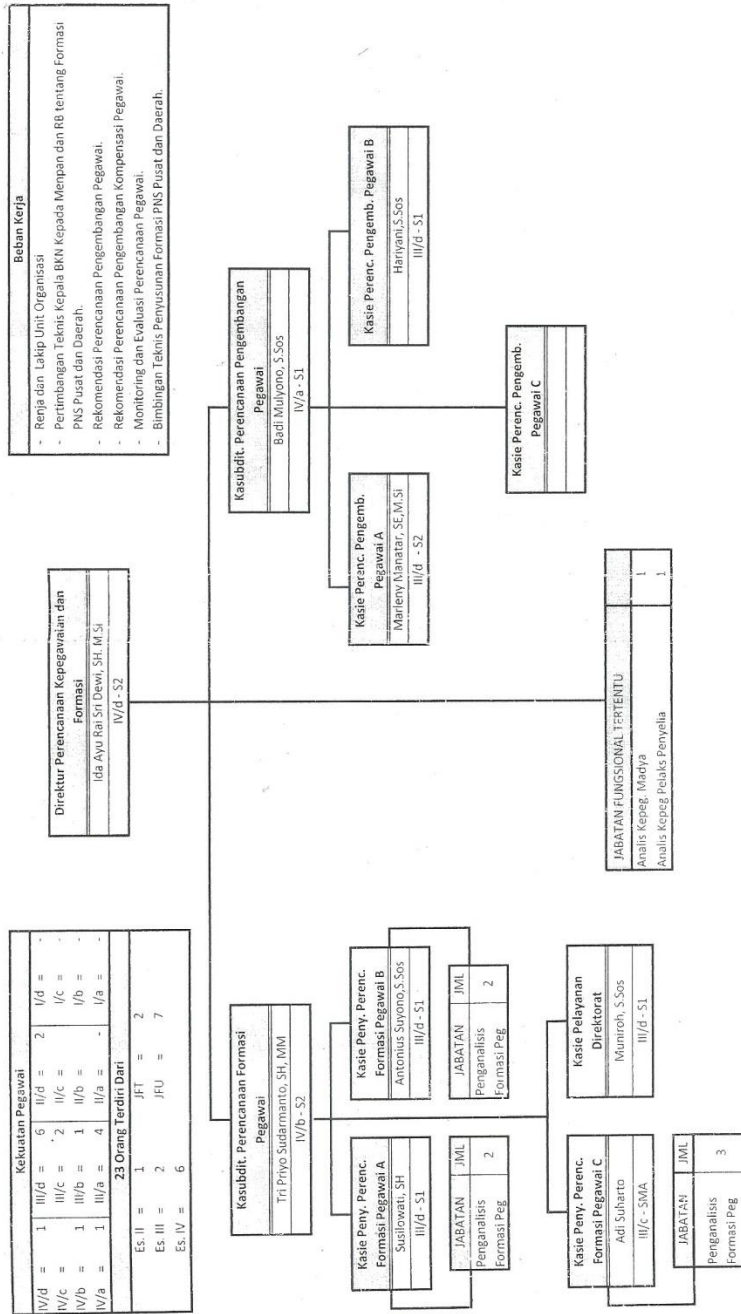 Kekuatan Pegawai
IV/d = 1 III/d = 6 II/d = 2 I/d = -
IV/c = III/c = 2 II/c = I/c = -
IV/b = 1 III/b = 1 II/b = I/b = -
IV/a = 1 III/a = 4 II/a = - I/a = -
23 Orang Terdiri Dari
Es. II = 1 JFT = 2
Es. III = 2 JFU = 7
Es. IV = 6
Direktur Perencanaan Kepegawaian dan
Formasi
Ida Ayu Rai Sri Dewi, SH. M.Si
IV/d - S2
Beban Kerja
- Renja dan Lakip Unit Organisasi
- Pertimbangan Teknis Kepala BKN Kepada Menpan dan RB tentang Formasi
PNS Pusat dan Daerah.
- Rekomendasi Perencanaan Pengembangan Pegawai.
- Rekomendasi Perencanaan Pengembangan Kompensasi Pegawai.
- Monitoring dan Evaluasi Perencanaan Pegawai.
- Bimbingan Teknis Penyusunan Formasi PNS Pusat dan Daerah.
Kasubdit. Perencanaan Formasi
Pegawai
Tri Priyo Sudarmanto, SH, MM
IV/b - S2
Kasubdit. Perencanaan Pengembangan
Pegawai
Badi Mulyono, S.Sos
IV/a - S1
Kasie Peny. Perenc.
Formasi Pegawai A
Susilowati, SH
III/d - S1
JABATAN JML
Penganalisis
Formasi Peg 2
Kasie Peny. Perenc.
Formasi Pegawai B
Antonius Suyono,S.Sos
III/d - S1
JABATAN JML
Penganalisis
Formasi Peg 2
Kasie Perenc. Pengemb.
Pegawai A
Marleny Manatar, SE,M.Si
III/d - S2
Kasie Perenc. Pengemb. Pegawai B
Hariyani,S.Sos
III/d - S1
Kasie Peny. Perenc.
Formasi Pegawai C
Adi Suharto
III/c - SMA
JABATAN JML
Penganalisis
Formasi Peg 3
Kasie Pelayanan
Direktorat
Muniroh, S.Sos
III/d - S1
Kasie Perenc. Pengemb.
Pegawai C
JABATAN FUNGSIONAL TERTENTU
Analis Kepeg. Madya 1
Analis Kepeg Pelaks Penyelia 1